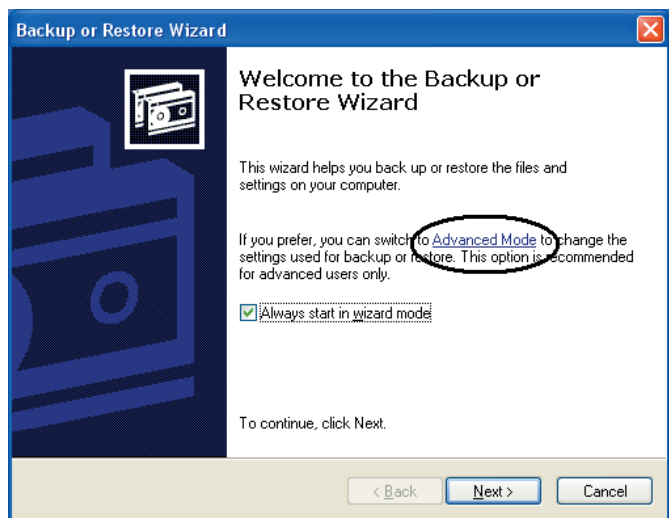 Backup or Restore Wizard
Welcome to the Backup or
Restore Wizard
This wizard helps you back up or restore the files and
settings on your computer.
If you prefer, you can switch to Advanced Mode to change the
settings used for backup or restore. This option is recommended
for advanced users only.
Always start in wizard mode
To continue, click Next.
< Back Next > Cancel